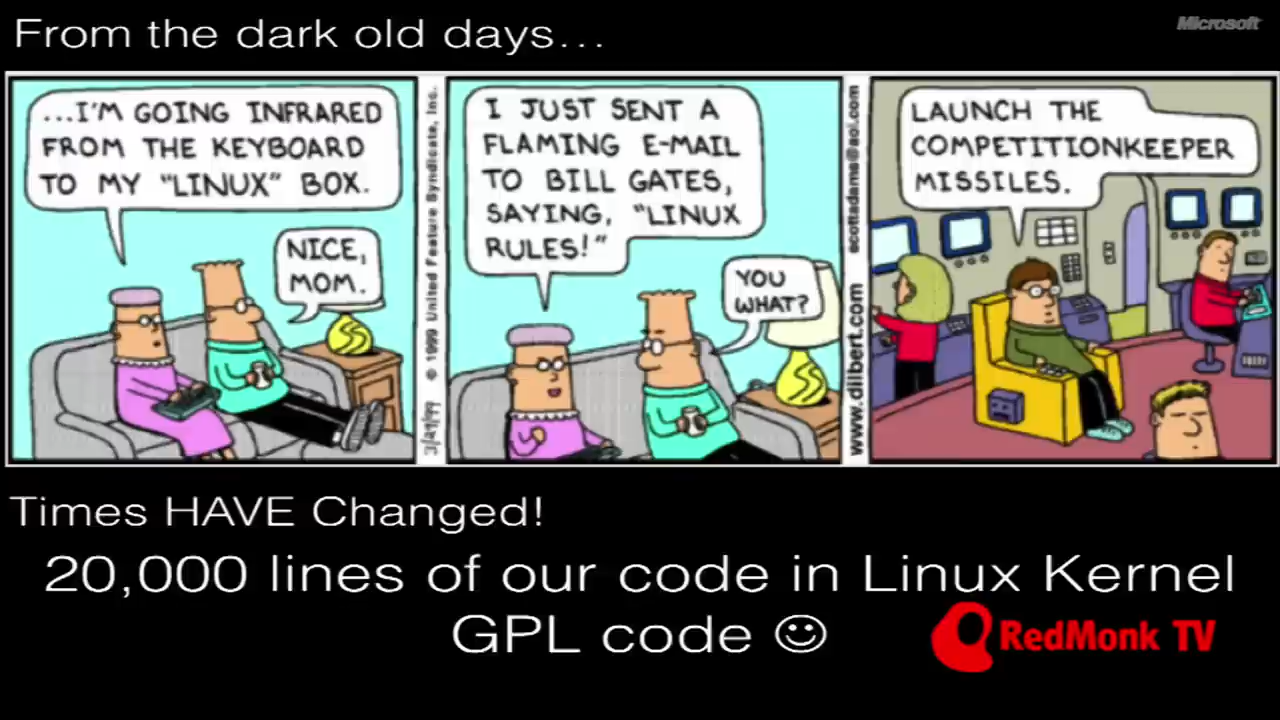 From the dark old days...
Microsoft
...I'M GOING INFRARED
FROM THE KEYBOARD
TO MY "LINUX" BOX.
NICE,
MOM.
© 1999 United Feature Syndicate, Inc.
I JUST SENT A
FLAMING E-MAIL
TO BILL GATES,
SAYING, "LINUX
RULES!"
YOU
WHAT?
www.dilbert.com scottadams@aol.com
LAUNCH THE
COMPETITIONKEEPER
MISSILES.
Times HAVE Changed!
20,000 lines of our code in Linux Kernel
GPL code ☺
RedMonk TV